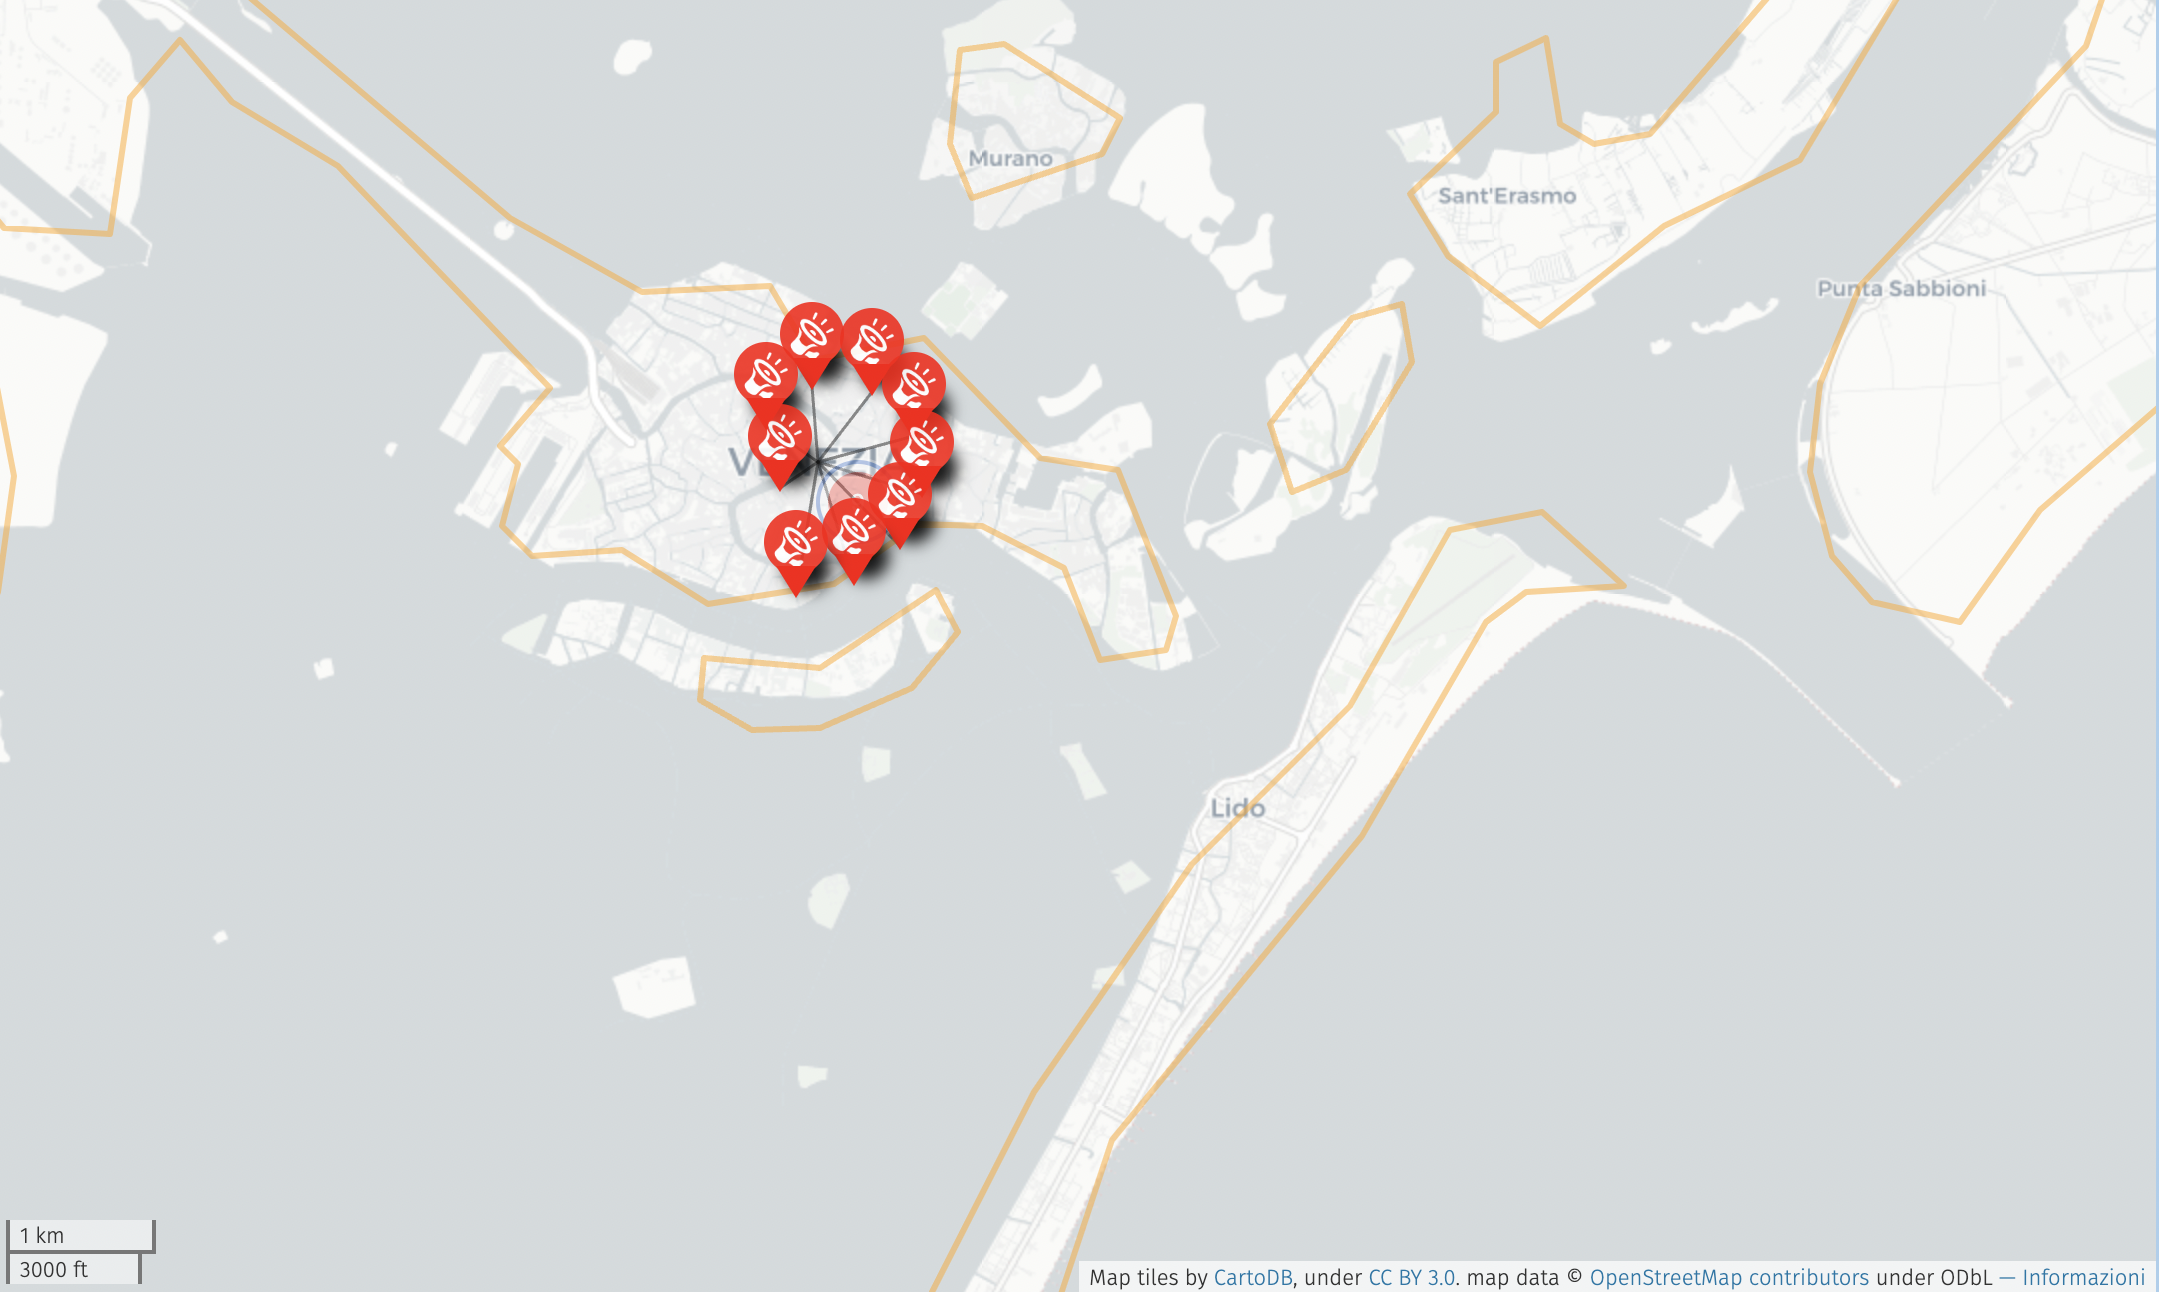 Murano
Sant'Erasmo
Punta Sabbioni
VENEZIA
Lido
1 km
3000 ft
Map tiles by CartoDB, under CC BY 3.0. map data © OpenStreetMap contributors under ODbL — Informazioni